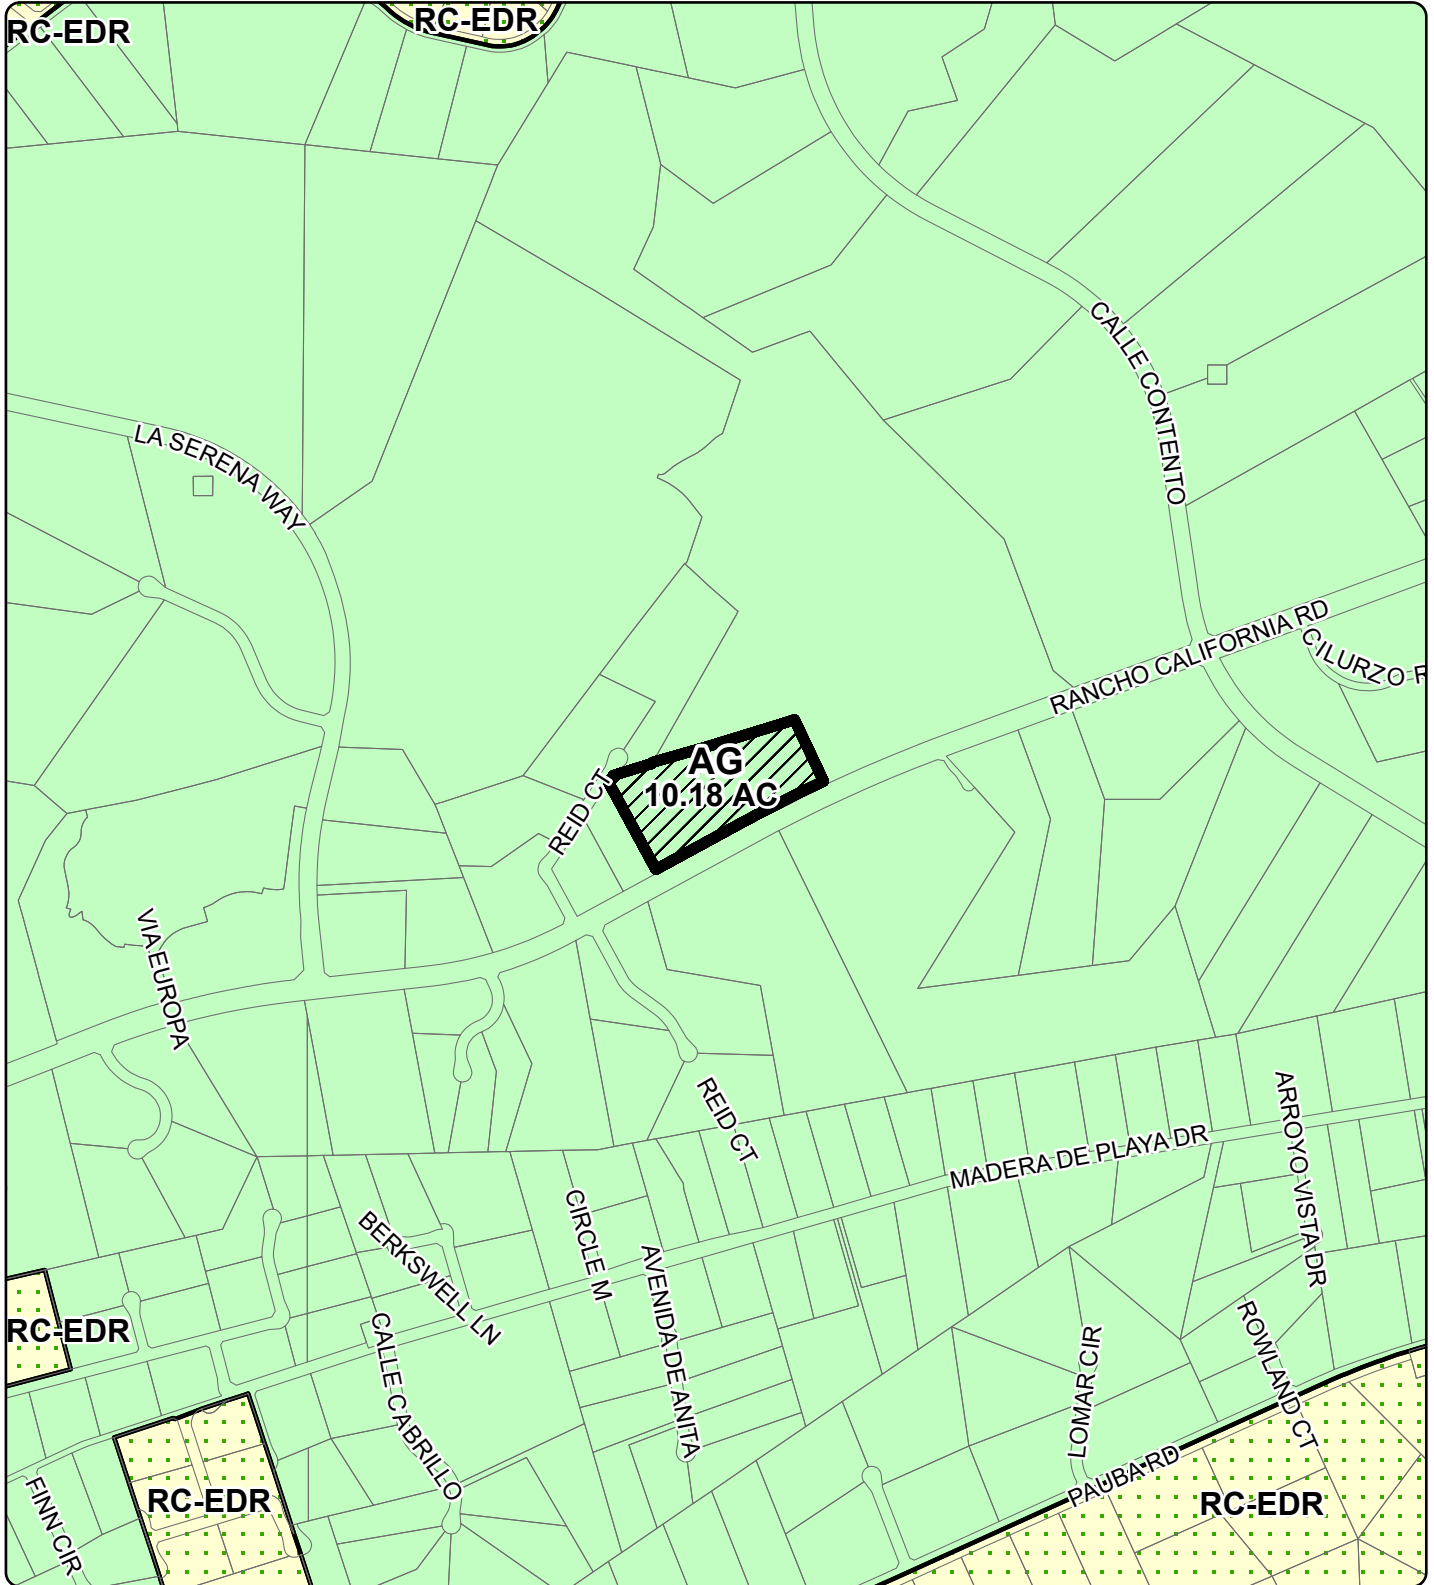 RC-EDR
RC-EDR
CALLE CONTENTO
LA SERENA WAY
RANCHO CALIFORNIA RD
CILURZO R
AG
10.18 AC
REID CT
VIA EUROPA
REID CT
ARROYO VISTA DR
MADERA DE PLAYA DR
CIRCLE M
BERKSWELL LN
AVENIDA DE ANITA
RC-EDR
CALLE CABRILLO
LOMAR CIR
ROWLAND CT
PAUBA RD
FINN CIR
RC-EDR
RC-EDR